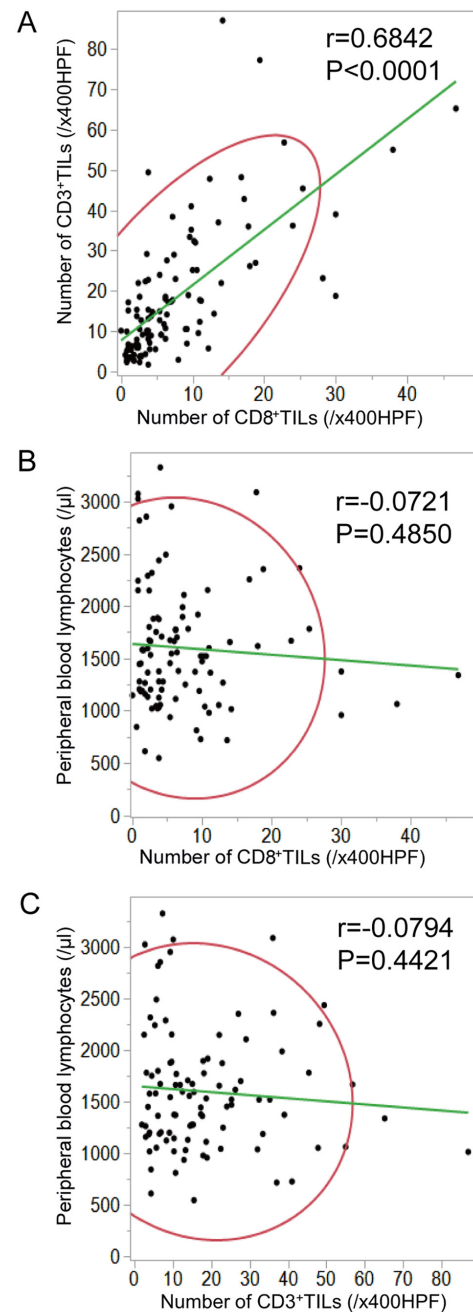 A
r=0.6842
P<0.0001
Number of CD3⁺TILs (/x400HPF)
80
70
60
50
40
30
20
10
0
0 10 20 30 40
Number of CD8⁺TILs (/x400HPF)
B
r=-0.0721
P=0.4850
Peripheral blood lymphocytes (/µl)
3000
2500
2000
1500
1000
500
0
0 10 20 30 40
Number of CD8⁺TILs (/x400HPF)
C
r=-0.0794
P=0.4421
Peripheral blood lymphocytes (/µl)
3000
2500
2000
1500
1000
500
0
0 10 20 30 40 50 60 70 80
Number of CD3⁺TILs (/x400HPF)